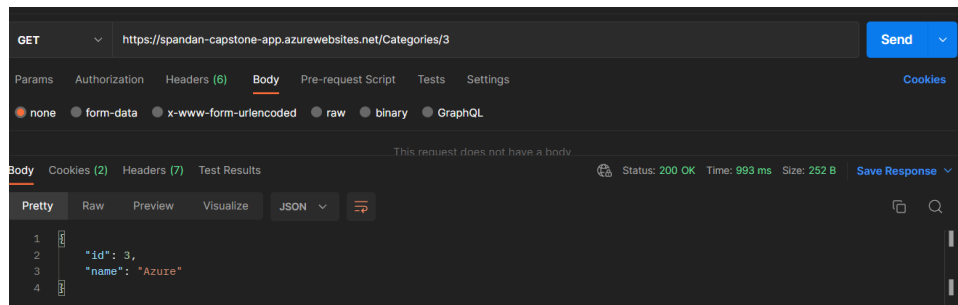 GET https://spandan-capstone-app.azurewebsites.net/Categories/3 Send
Params Authorization Headers (6) Body Pre-request Script Tests Settings Cookies
none form-data x-www-form-urlencoded raw binary GraphQL
This request does not have a body
Body Cookies (2) Headers (7) Test Results Status: 200 OK Time: 993 ms Size: 252 B Save Response
Pretty Raw Preview Visualize JSON
1 {
2 "id": 3,
3 "name": "Azure"
4 }